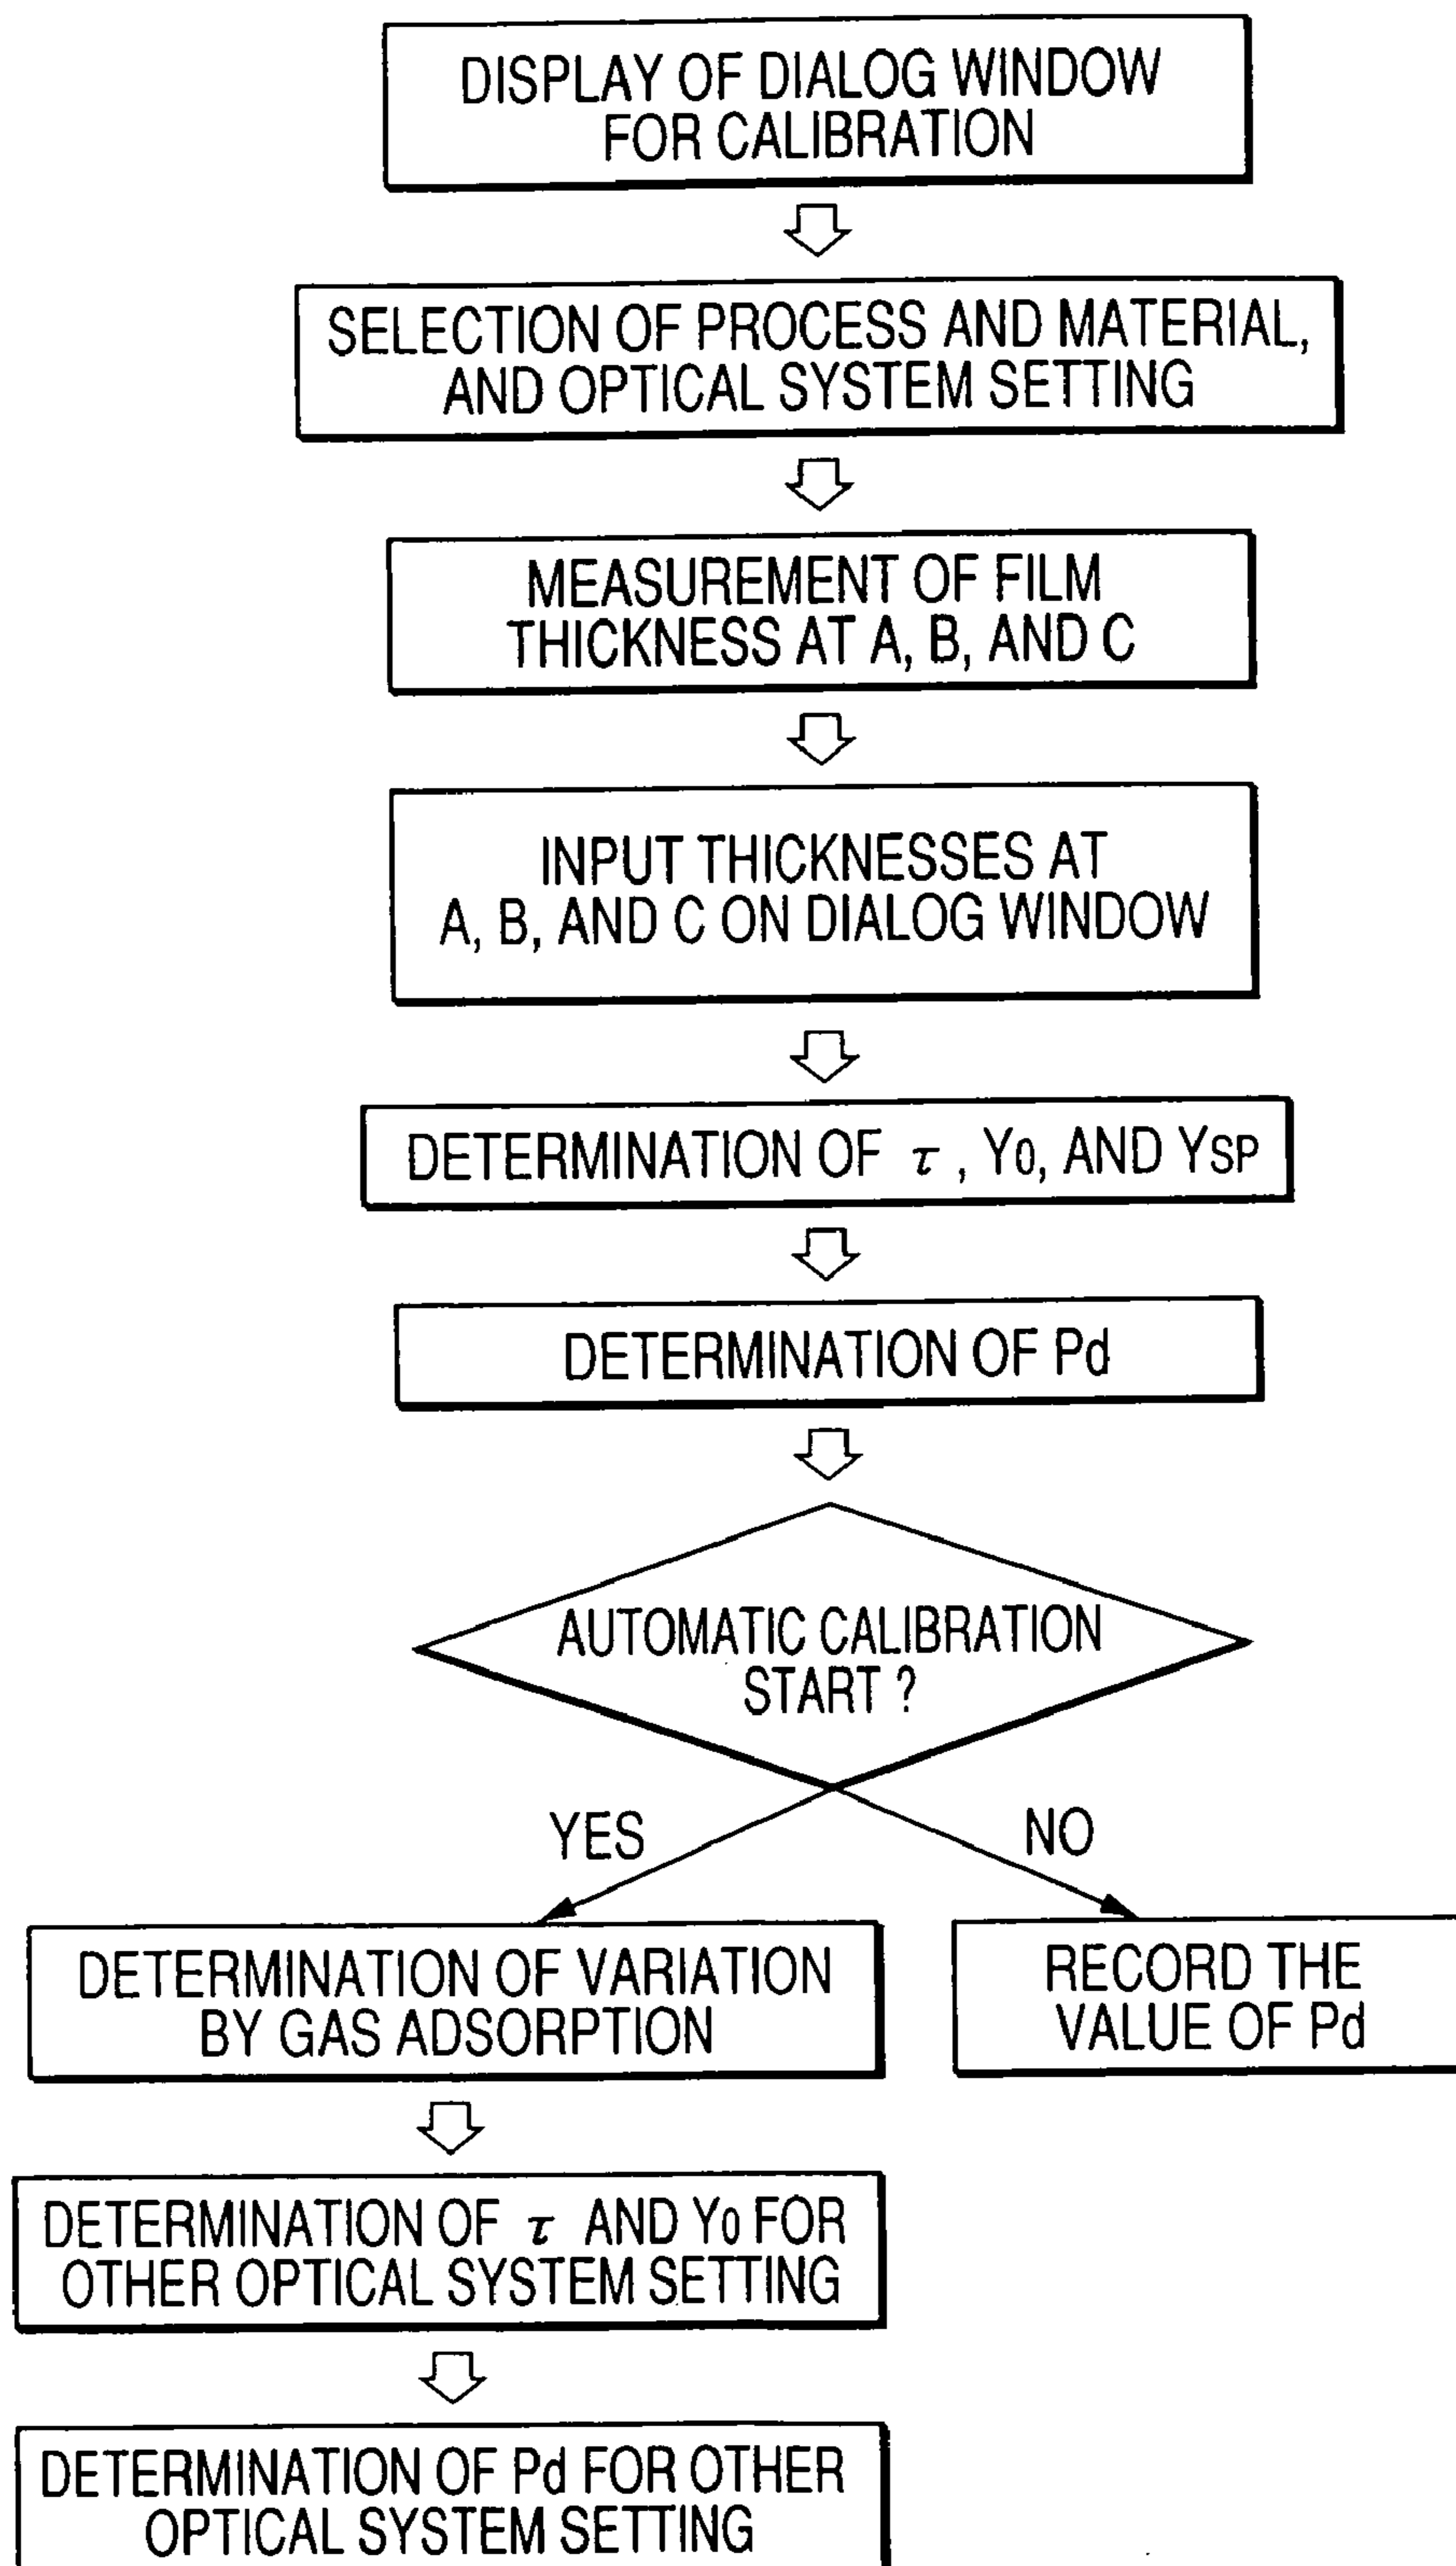 DISPLAY OF DIALOG WINDOW
FOR CALIBRATION
SELECTION OF PROCESS AND MATERIAL,
AND OPTICAL SYSTEM SETTING
MEASUREMENT OF FILM
THICKNESS AT A, B, AND C
INPUT THICKNESSES AT
A, B, AND C ON DIALOG WINDOW
DETERMINATION OF τ, Y0, AND YSP
DETERMINATION OF Pd
AUTOMATIC CALIBRATION
START ?
YES
NO
DETERMINATION OF VARIATION
BY GAS ADSORPTION
RECORD THE
VALUE OF Pd
DETERMINATION OF τ AND Y0 FOR
OTHER OPTICAL SYSTEM SETTING
DETERMINATION OF Pd FOR OTHER
OPTICAL SYSTEM SETTING